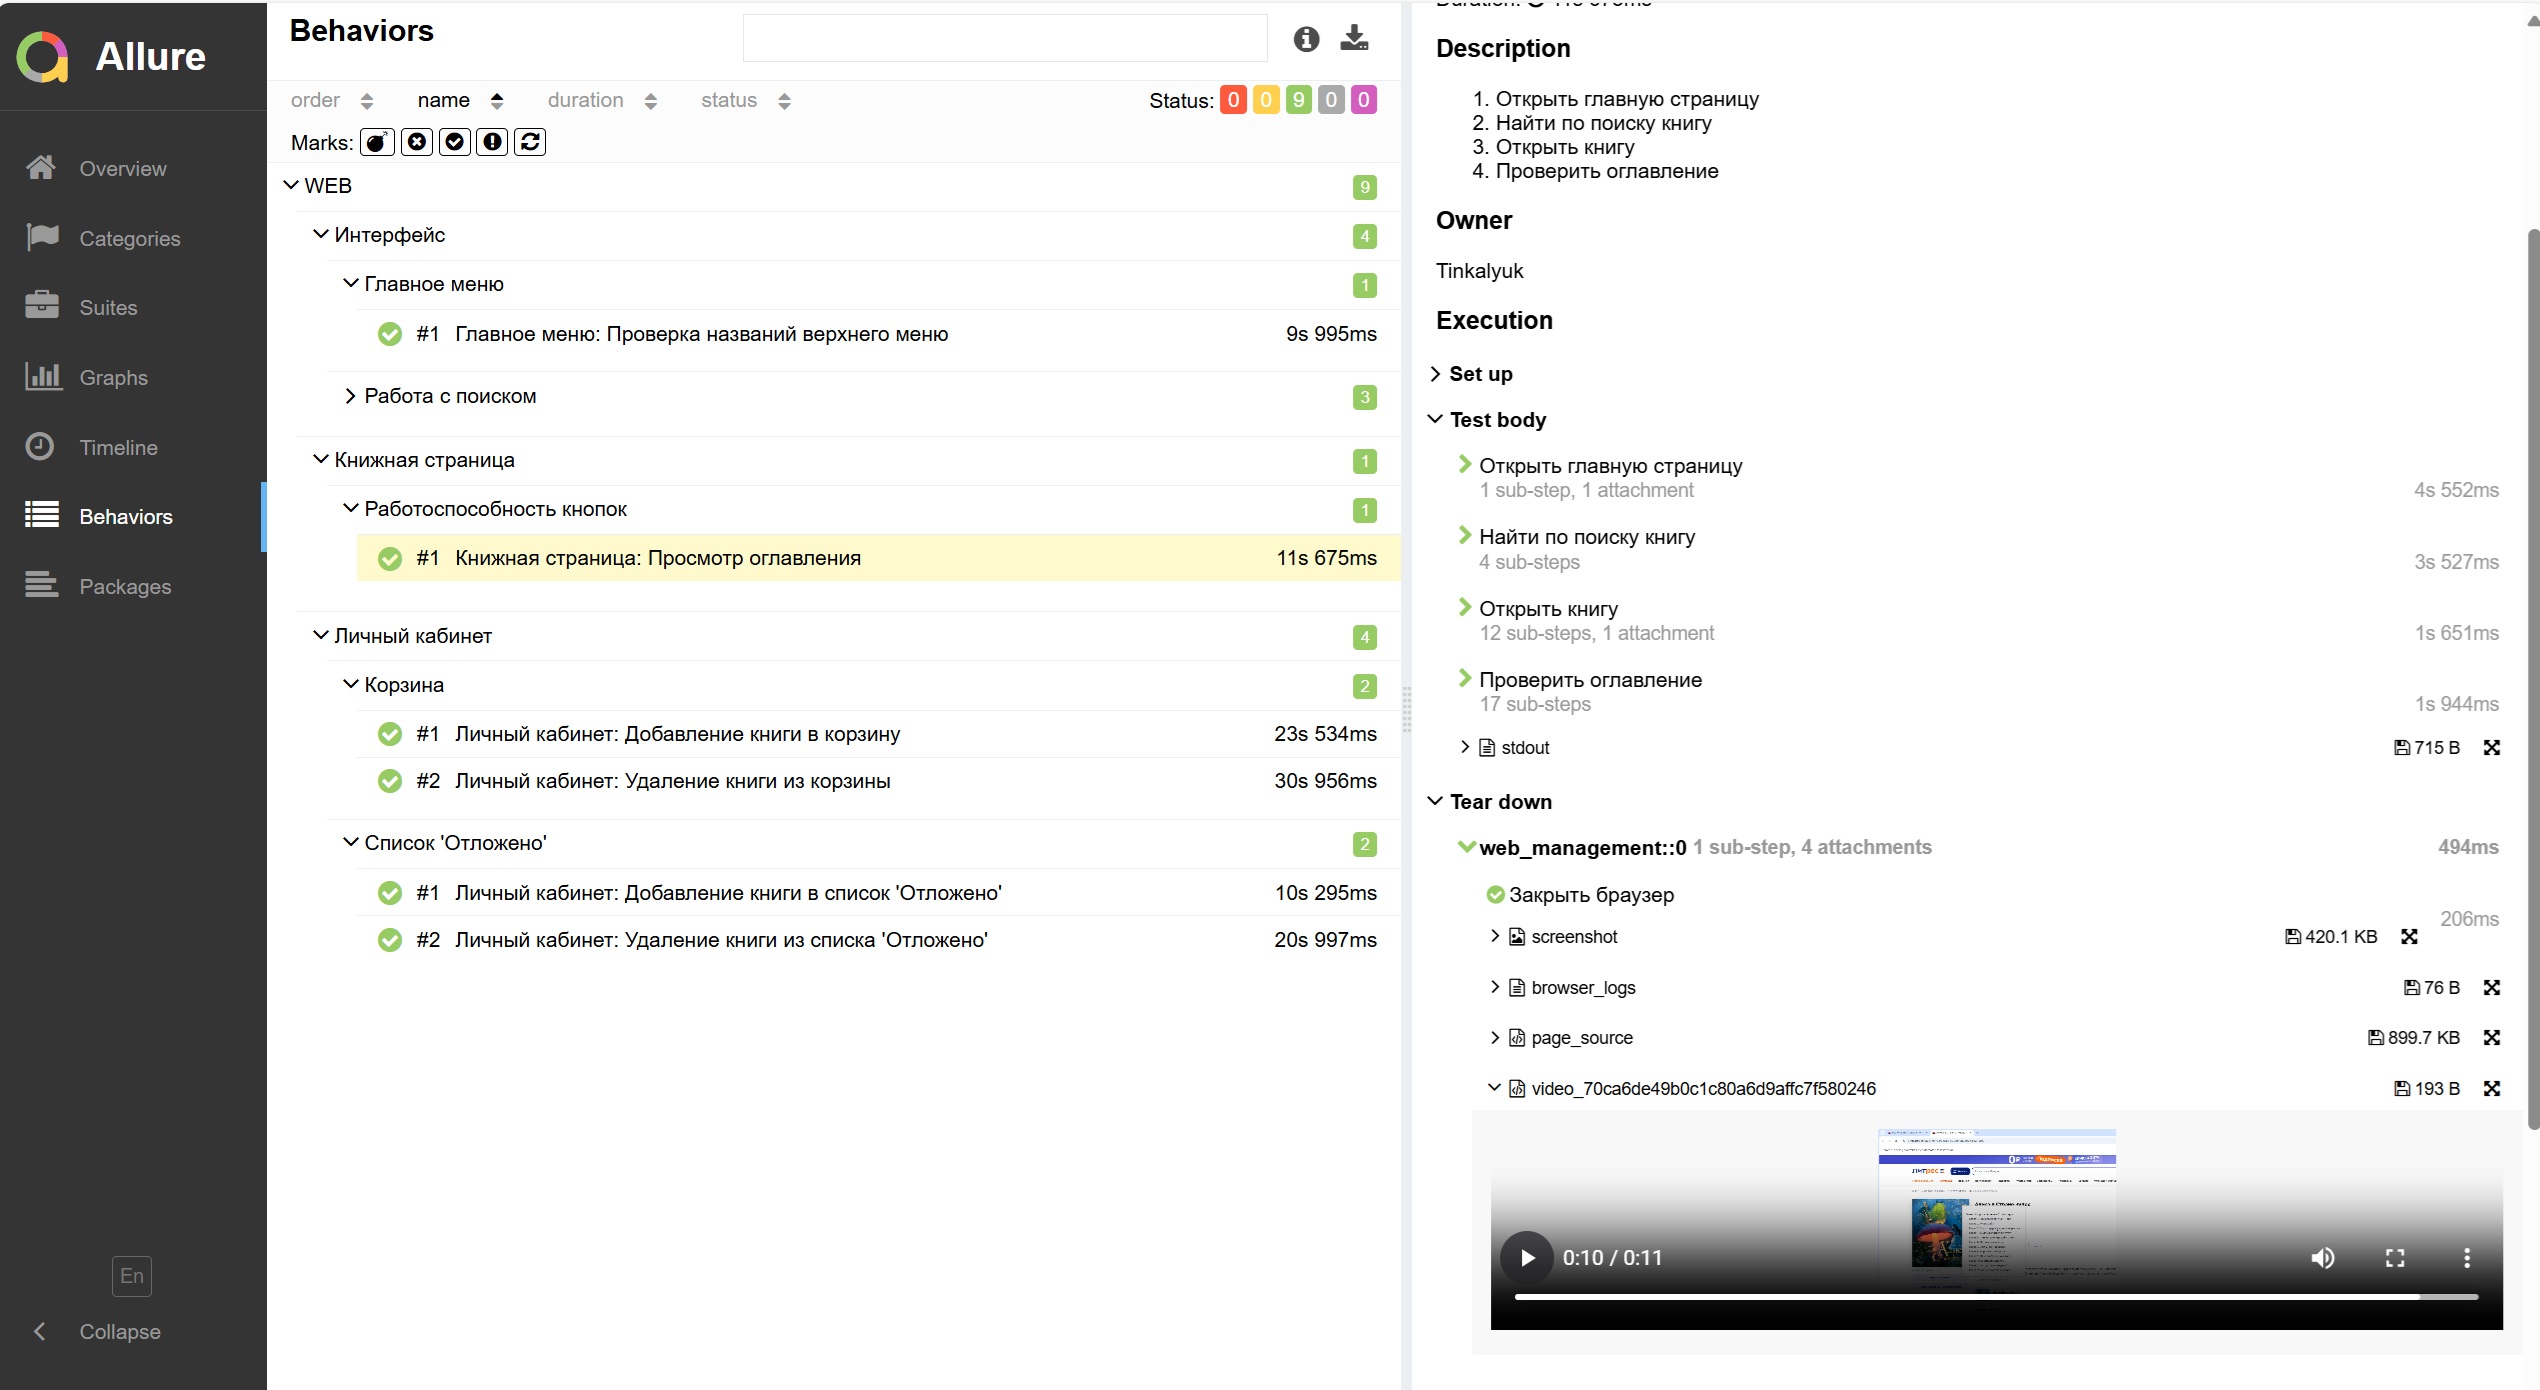 Allure
Overview
Categories
Suites
Graphs
Timeline
Behaviors
Packages
En
Collapse
Behaviors
order name duration status
Status: 0 0 9 0 0
Marks:
WEB 9
Интерфейс 4
Главное меню 1
#1 Главное меню: Проверка названий верхнего меню 9s 995ms
Работа с поиском 3
Книжная страница 1
Работоспособность кнопок 1
#1 Книжная страница: Просмотр оглавления 11s 675ms
Личный кабинет 4
Корзина 2
#1 Личный кабинет: Добавление книги в корзину 23s 534ms
#2 Личный кабинет: Удаление книги из корзины 30s 956ms
Список 'Отложено' 2
#1 Личный кабинет: Добавление книги в список 'Отложено' 10s 295ms
#2 Личный кабинет: Удаление книги из списка 'Отложено' 20s 997ms
Description
1. Открыть главную страницу
2. Найти по поиску книгу
3. Открыть книгу
4. Проверить оглавление
Owner
Tinkalyuk
Execution
Set up
Test body
Открыть главную страницу
1 sub-step, 1 attachment 4s 552ms
Найти по поиску книгу
4 sub-steps 3s 527ms
Открыть книгу
12 sub-steps, 1 attachment 1s 651ms
Проверить оглавление
17 sub-steps 1s 944ms
stdout 715 B
Tear down
web_management::0 1 sub-step, 4 attachments 494ms
Закрыть браузер
206ms
screenshot 420.1 KB
browser_logs 76 B
page_source 899.7 KB
video_70ca6de49b0c1c80a6d9affc7f580246 193 B
0:10 / 0:11